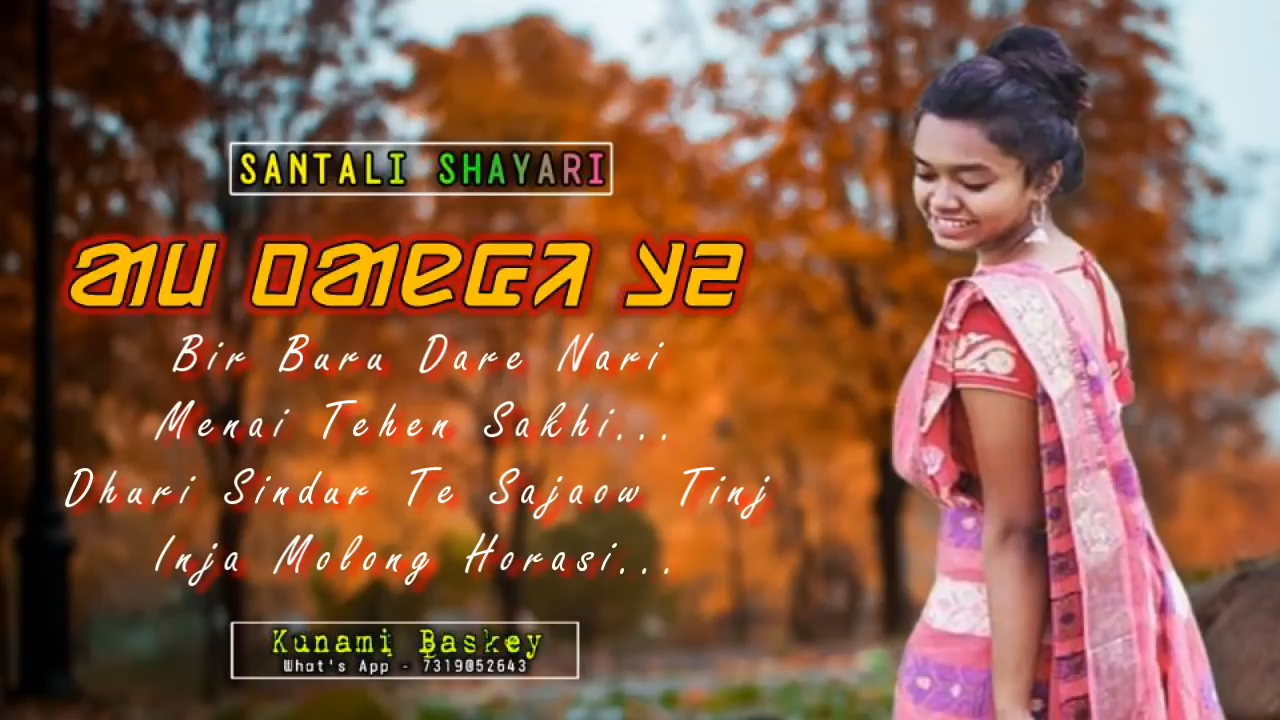 SANTALI SHAYARI
Bir Buru Dare Nari
Menai Tehen Sakhi...
Dhuri Sindur Te Sajaow Tinj
Inja Molong Horasi...
Kunami Baskey
What's App - 7319052643